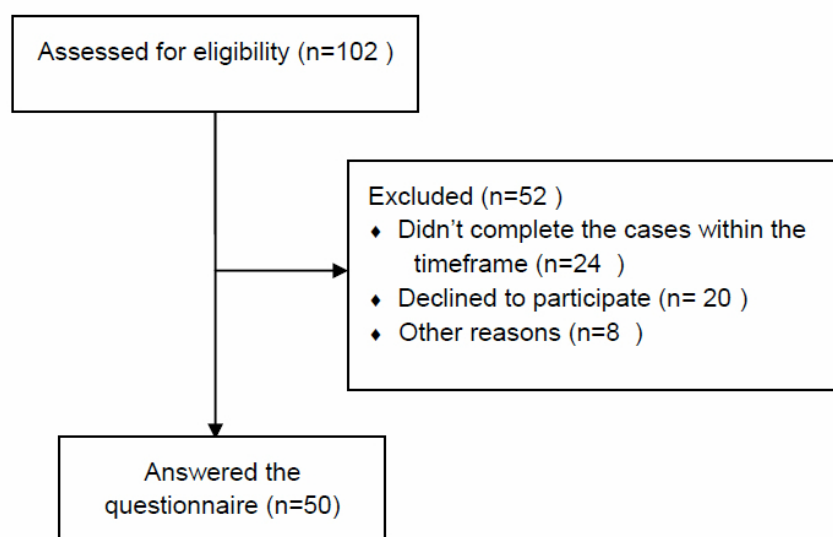 Assessed for eligibility (n=102 )
Excluded (n=52 )
♦ Didn't complete the cases within the
timeframe (n=24  )
♦ Declined to participate (n= 20 )
♦ Other reasons (n=8  )
Answered the
questionnaire (n=50)